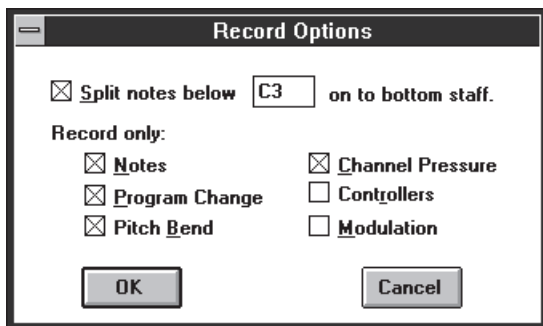 Record Options
Split notes below C3 on to bottom staff.
Record only:
Notes
Channel Pressure
Program Change
Controllers
Pitch Bend
Modulation
OK
Cancel